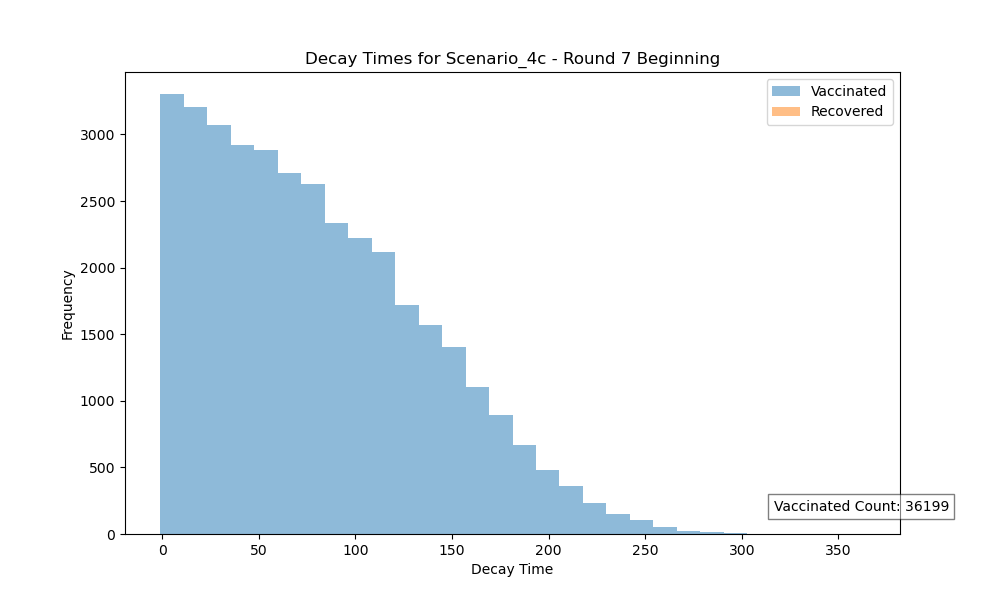 Decay Times for Scenario_4c - Round 7 Beginning
Vaccinated
Recovered
3000
2500
2000
1500
1000
500
0
Frequency
Vaccinated Count: 36199
0 50 100 150 200 250 300 350
Decay Time